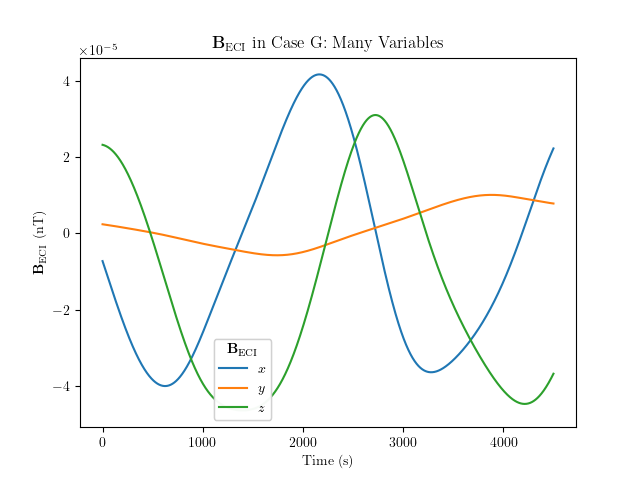 B_ECI in Case G: Many Variables
×10⁻⁵
4
2
0
−2
−4
B_ECI (nT)
B_ECI
x
y
z
0 1000 2000 3000 4000
Time (s)